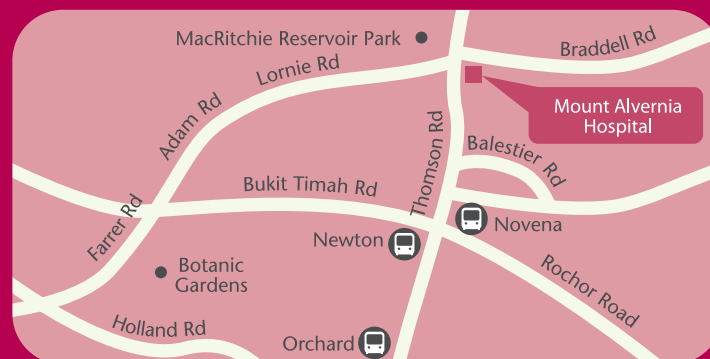 MacRitchie Reservoir Park
Braddell Rd
Lornie Rd
Mount Alvernia
Hospital
Adam Rd
Thomson Rd
Balestier Rd
Bukit Timah Rd
Farrer Rd
Novena
Newton
Botanic
Gardens
Rochor Road
Holland Rd
Orchard